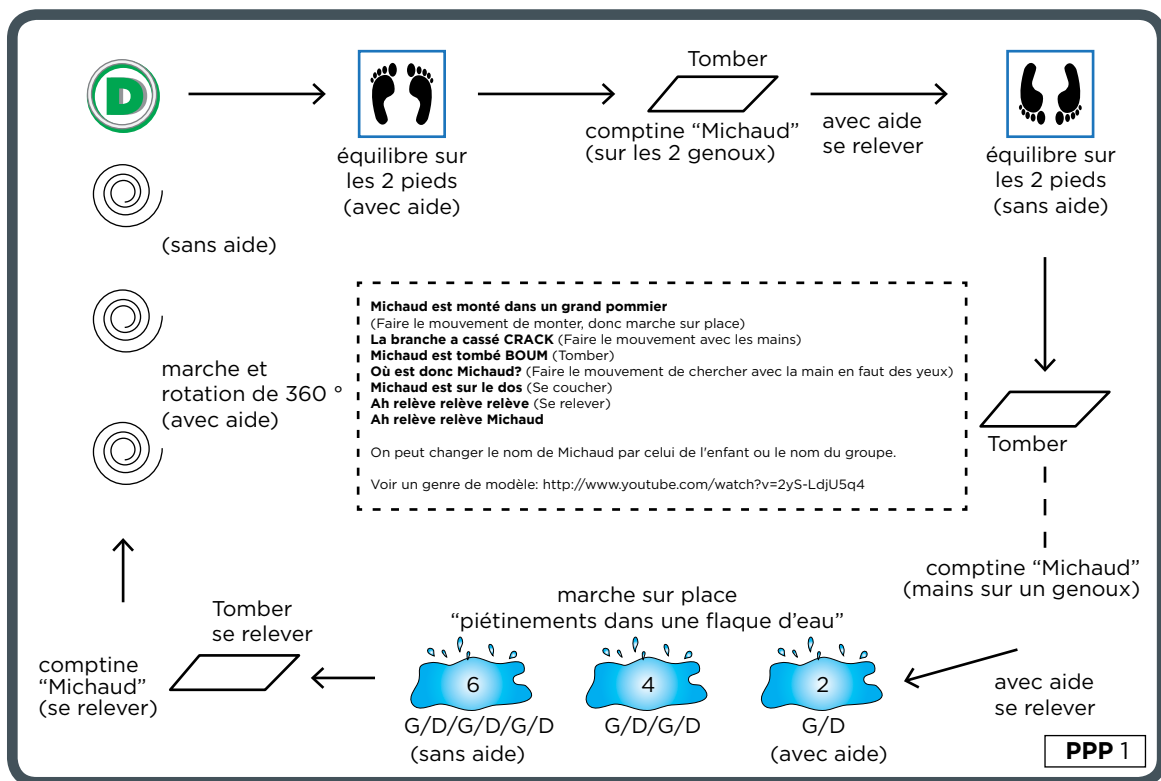 D
équilibre sur
les 2 pieds
(avec aide)
Tomber
comptine “Michaud”
(sur les 2 genoux)
avec aide
se relever
équilibre sur
les 2 pieds
(sans aide)
Tomber
comptine “Michaud”
(mains sur un genoux)
avec aide
se relever
marche sur place
“piétinements dans une flaque d’eau”
2
G/D
(avec aide)
4
G/D/G/D
6
G/D/G/D/G/D
(sans aide)
Tomber
se relever
comptine
“Michaud”
(se relever)
marche et
rotation de 360 °
(avec aide)
(sans aide)
Michaud est monté dans un grand pommier
(Faire le mouvement de monter, donc marche sur place)
La branche a cassé CRACK (Faire le mouvement avec les mains)
Michaud est tombé BOUM (Tomber)
Où est donc Michaud? (Faire le mouvement de chercher avec la main en faut des yeux)
Michaud est sur le dos (Se coucher)
Ah relève relève relève (Se relever)
Ah relève relève Michaud
On peut changer le nom de Michaud par celui de l'enfant ou le nom du groupe.
Voir un genre de modèle: http://www.youtube.com/watch?v=2yS-LdjU5q4
PPP 1